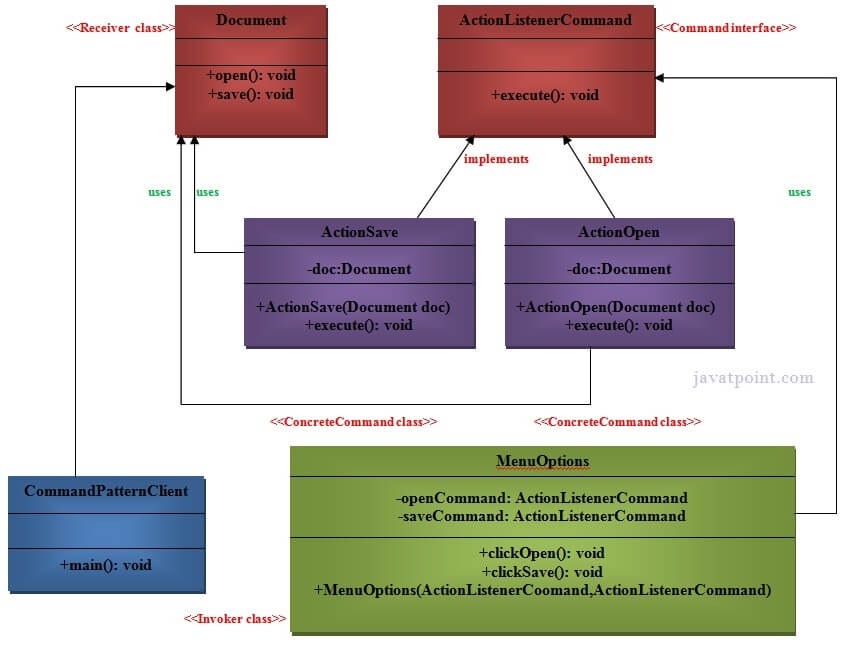 <<Receiver class>>
Document
+open(): void
+save(): void
ActionListenerCommand
<<Command interface>>
+execute(): void
implements
implements
uses
uses
uses
ActionSave
-doc:Document
+ActionSave(Document doc)
+execute(): void
ActionOpen
-doc:Document
+ActionOpen(Document doc)
+execute(): void
javatpoint.com
<<ConcreteCommand class>>
<<ConcreteCommand class>>
CommandPatternClient
+main(): void
MenuOptions
-openCommand: ActionListenerCommand
-saveCommand: ActionListenerCommand
+clickOpen(): void
+clickSave(): void
+MenuOptions(ActionListenerCoomand,ActionListenerCommand)
<<Invoker class>>